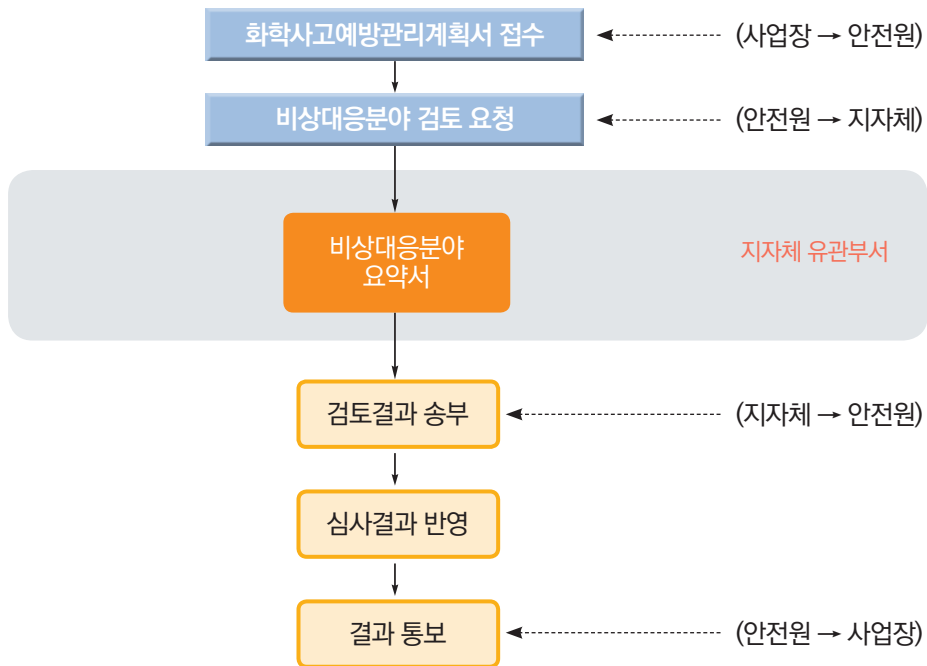 화학사고예방관리계획서 접수
(사업장 → 안전원)
비상대응분야 검토 요청
(안전원 → 지자체)
비상대응분야
요약서
지자체 유관부서
검토결과 송부
(지자체 → 안전원)
심사결과 반영
결과 통보
(안전원 → 사업장)